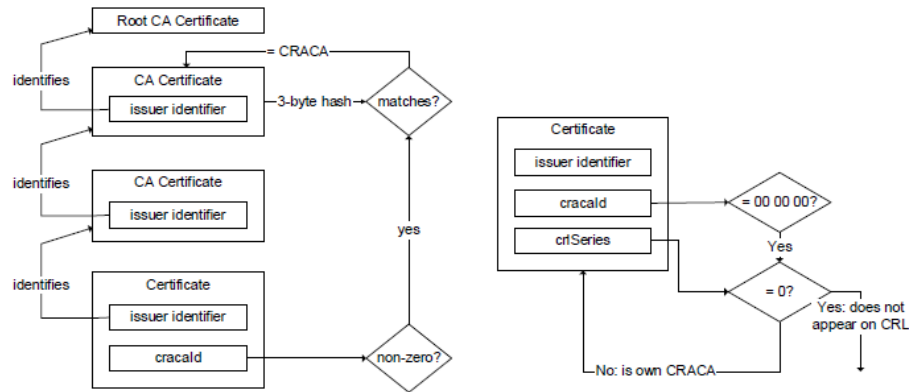 Root CA Certificate
= CRACA
identifies
CA Certificate
issuer identifier
3-byte hash
matches?
identifies
CA Certificate
issuer identifier
yes
identifies
Certificate
issuer identifier
cracaId
non-zero?
Certificate
issuer identifier
cracaId
= 00 00 00?
crlSeries
Yes
= 0?
Yes: does not
appear on CRL
No: is own CRACA